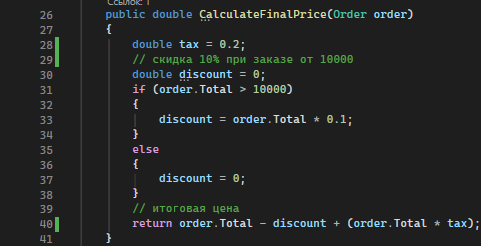 Ссылок: 1
26 public double CalculateFinalPrice(Order order)
27 {
28 double tax = 0.2;
29 // скидка 10% при заказе от 10000
30 double discount = 0;
31 if (order.Total > 10000)
32 {
33 discount = order.Total * 0.1;
34 }
35 else
36 {
37 discount = 0;
38 }
39 // итоговая цена
40 return order.Total - discount + (order.Total * tax);
41 }